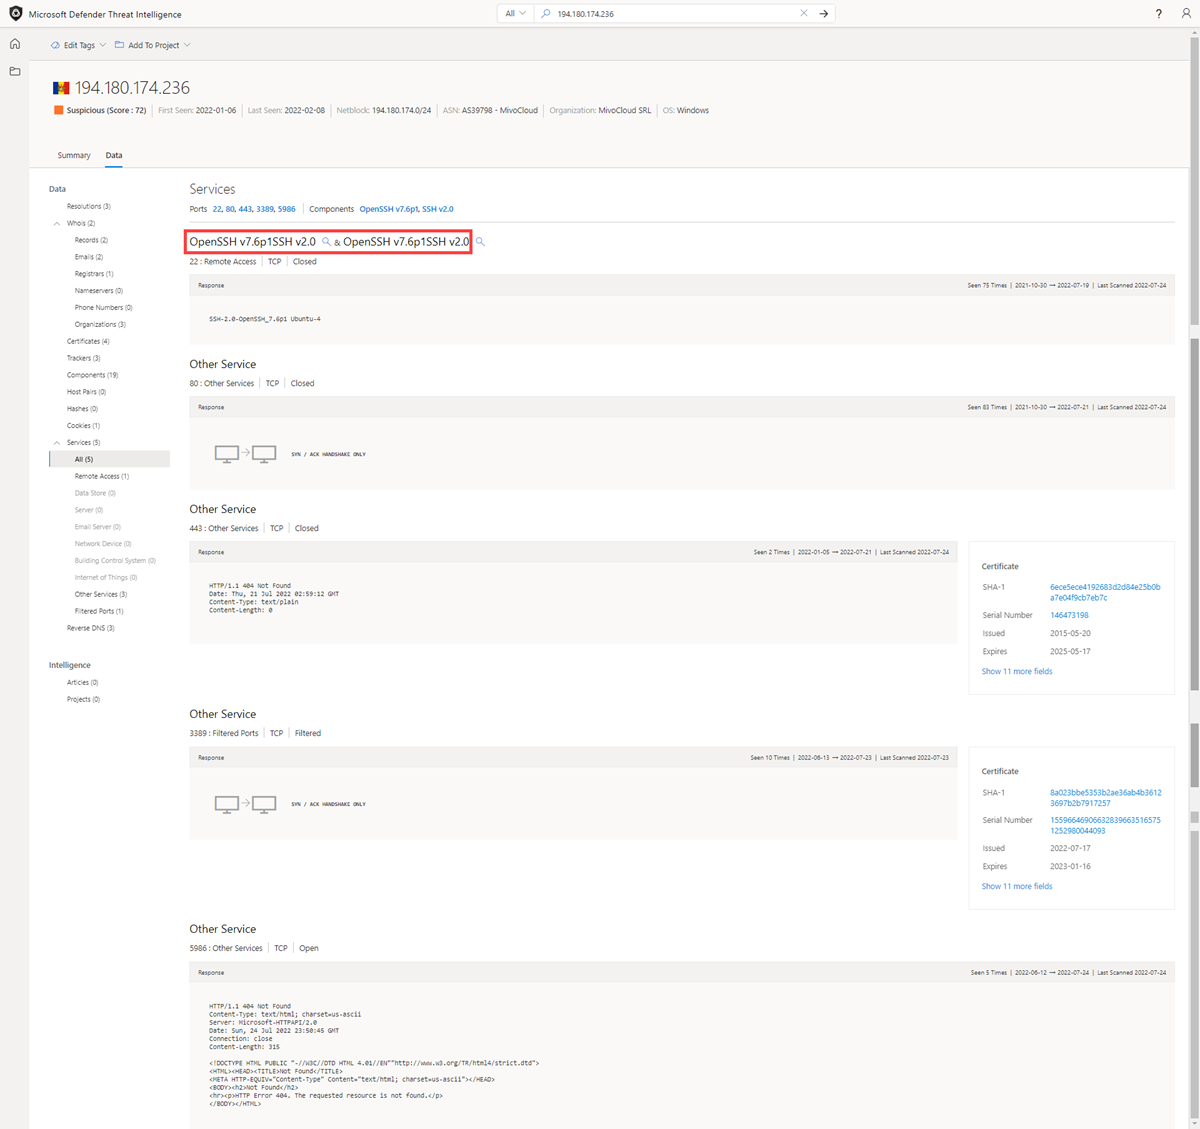 Microsoft Defender Threat Intelligence
All
194.180.174.236
?
Edit Tags
Add To Project
194.180.174.236
Suspicious (Score : 72) First Seen: 2022-01-06 Last Seen: 2022-02-08 Netblock: 194.180.174.0/24 ASN: AS39798 - MivoCloud Organization: MivoCloud SRL OS: Windows
Summary Data
Data
Resolutions (3)
Whois (2)
Records (2)
Emails (2)
Registrars (1)
Nameservers (0)
Phone Numbers (0)
Organizations (3)
Certificates (4)
Trackers (3)
Components (19)
Host Pairs (0)
Hashes (0)
Cookies (1)
Services (5)
All (5)
Remote Access (1)
Data Store (0)
Server (0)
Email Server (0)
Network Device (0)
Building Control System (0)
Internet of Things (0)
Other Services (3)
Filtered Ports (1)
Reverse DNS (3)
Intelligence
Articles (0)
Projects (0)
Services
Ports 22, 80, 443, 3389, 5986 Components OpenSSH v7.6p1, SSH v2.0
OpenSSH v7.6p1SSH v2.0 & OpenSSH v7.6p1SSH v2.0
22 : Remote Access TCP Closed
Response Seen 75 Times | 2021-10-30 → 2022-07-19 | Last Scanned 2022-07-24
SSH-2.0-OpenSSH_7.6p1 Ubuntu-4
Other Service
80 : Other Services TCP Closed
Response Seen 83 Times | 2021-10-30 → 2022-07-21 | Last Scanned 2022-07-24
SYN / ACK HANDSHAKE ONLY
Other Service
443 : Other Services TCP Closed
Response Seen 2 Times | 2022-01-05 → 2022-07-21 | Last Scanned 2022-07-24
HTTP/1.1 404 Not Found
Date: Thu, 21 Jul 2022 02:59:12 GMT
Content-Type: text/plain
Content-Length: 0
Certificate
SHA-1 6ece5ece4192683d2d84e25b0b
a7e04f9cb7eb7c
Serial Number 146473198
Issued 2015-05-20
Expires 2025-05-17
Show 11 more fields
Other Service
3389 : Filtered Ports TCP Filtered
Response Seen 10 Times | 2022-06-13 → 2022-07-23 | Last Scanned 2022-07-23
SYN / ACK HANDSHAKE ONLY
Certificate
SHA-1 8a023bbe5353b2ae36ab4b3612
3697b2b7917257
Serial Number 15596646906632839663516575
1252980044093
Issued 2022-07-17
Expires 2023-01-16
Show 11 more fields
Other Service
5986 : Other Services TCP Open
Response Seen 5 Times | 2022-06-12 → 2022-07-24 | Last Scanned 2022-07-24
HTTP/1.1 404 Not Found
Content-Type: text/html; charset=us-ascii
Server: Microsoft-HTTPAPI/2.0
Date: Sun, 24 Jul 2022 23:50:45 GMT
Connection: close
Content-Length: 315
<!DOCTYPE HTML PUBLIC "-//W3C//DTD HTML 4.01//EN""http://www.w3.org/TR/html4/strict.dtd">
<HTML><HEAD><TITLE>Not Found</TITLE>
<META HTTP-EQUIV="Content-Type" Content="text/html; charset=us-ascii"></HEAD>
<BODY><h2>Not Found</h2>
<hr><p>HTTP Error 404. The requested resource is not found.</p>
</BODY></HTML>